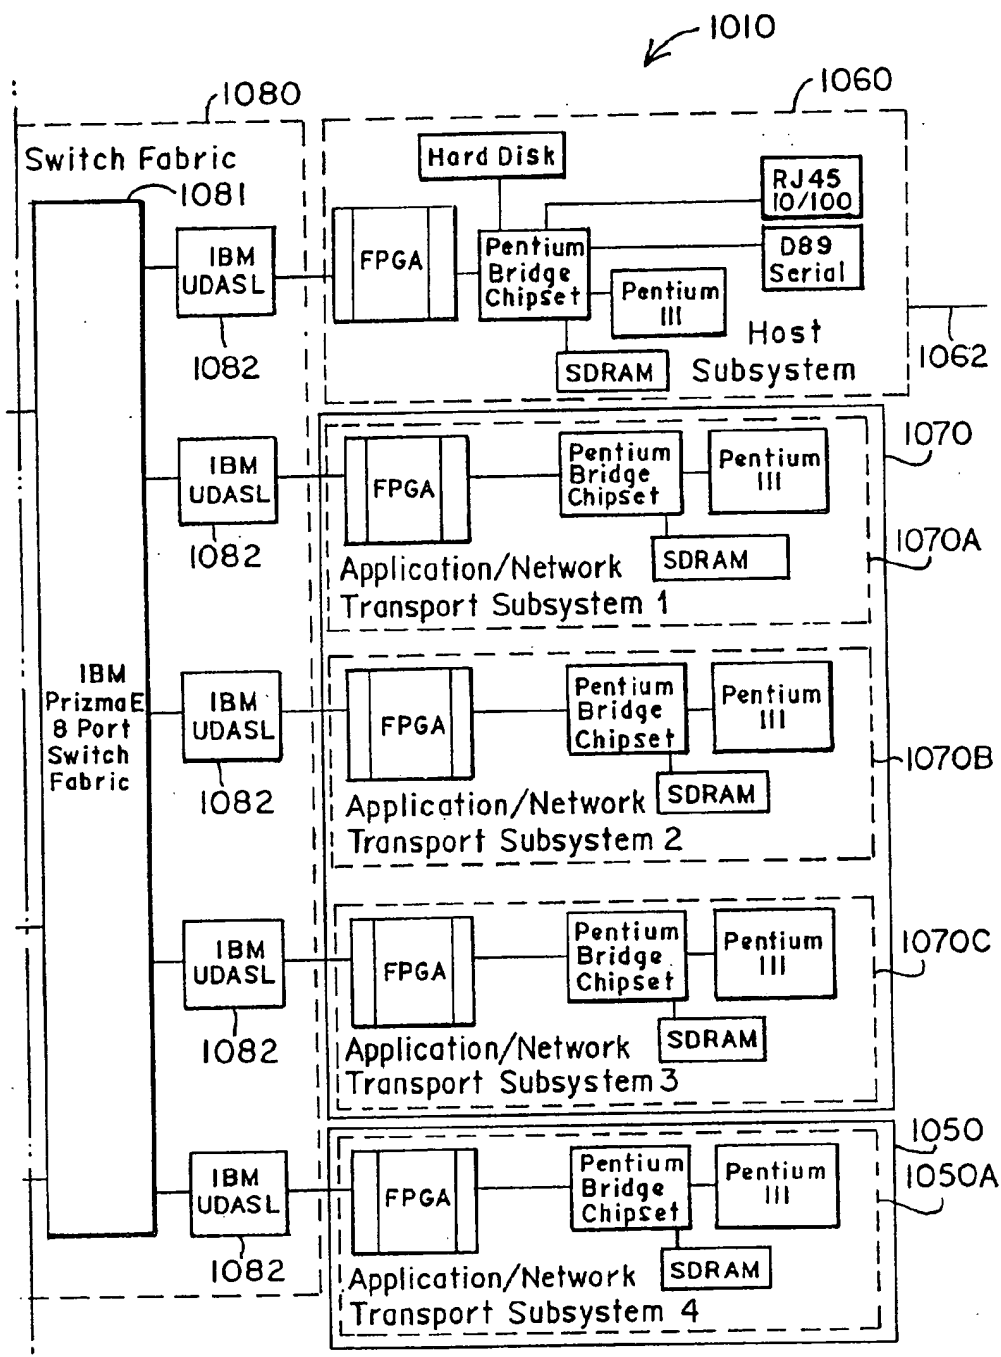 1010
1080
1060
Switch Fabric
1081
Hard Disk
RJ45
10/100
IBM
UDASL
FPGA
Pentium
Bridge
Chipset
D89
Serial
Pentium
III
1082
SDRAM
Host
Subsystem
1062
IBM
UDASL
1082
FPGA
Pentium
Bridge
Chipset
Pentium
III
SDRAM
1070
1070A
Application/Network
Transport Subsystem 1
IBM
PrizmaE
8 Port
Switch
Fabric
IBM
UDASL
1082
FPGA
Pentium
Bridge
Chipset
Pentium
III
SDRAM
1070B
Application/Network
Transport Subsystem 2
IBM
UDASL
1082
FPGA
Pentium
Bridge
Chipset
Pentium
III
SDRAM
1070C
Application/Network
Transport Subsystem 3
IBM
UDASL
1082
FPGA
Pentium
Bridge
Chipset
Pentium
III
SDRAM
1050
1050A
Application/Network
Transport Subsystem 4